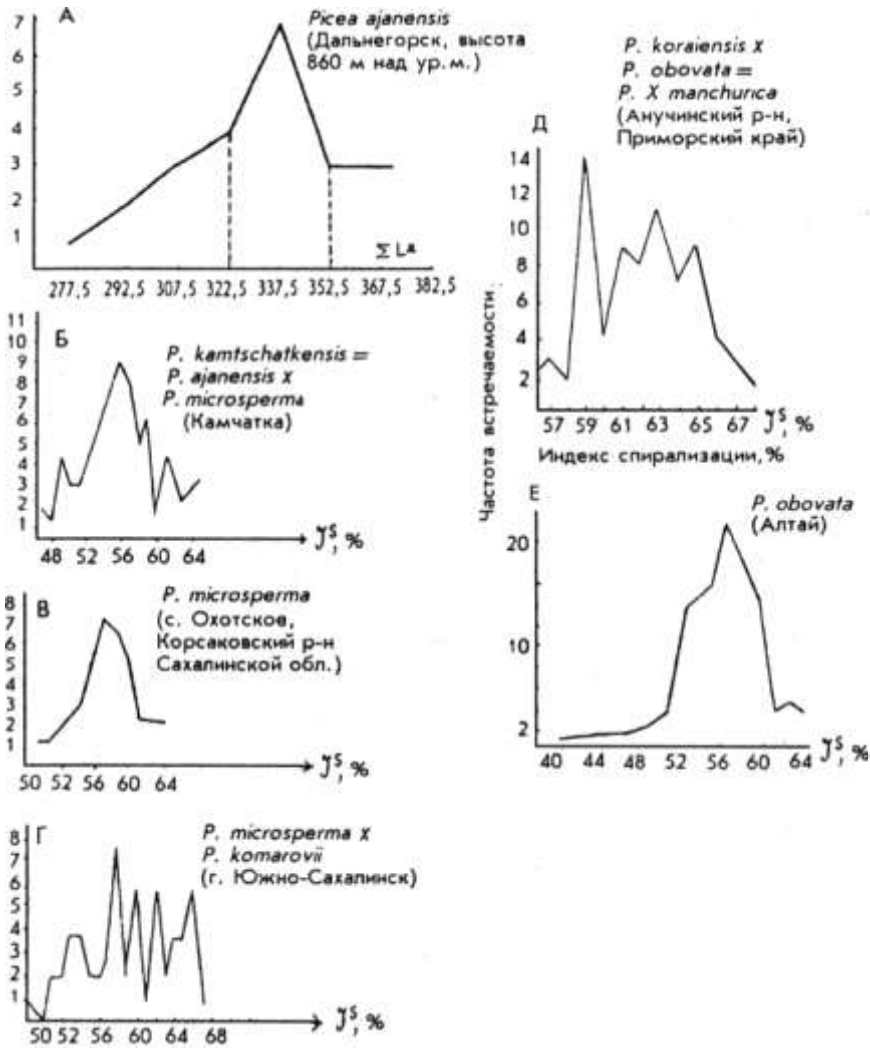 А
Picea ajanensis
(Дальнегорск, высота
860 м над ур. м.)
7
6
5
4
3
2
1
Σ Lᵃ
277,5 292,5 307,5 322,5 337,5 352,5 367,5 382,5
Б
P. kamtschatkensis =
P. ajanensis x
P. microsperma
(Камчатка)
11
10
9
8
7
6
5
4
3
2
1
48 52 56 60 64 Jˢ, %
В
P. microsperma
(с. Охотское,
Корсаковский р-н
Сахалинской обл.)
8
7
6
5
4
3
2
1
50 52 56 60 64 Jˢ, %
Г
P. microsperma x
P. komarovii
(г. Южно-Сахалинск)
8
7
6
5
4
3
2
1
50 52 56 60 64 68 Jˢ, %
P. koraiensis x
P. obovata =
P. X manchurica
(Анучинский р-н,
Приморский край)
Д
14
12
10
8
6
4
2
57 59 61 63 65 67 Jˢ, %
Индекс спирализации, %
Частота встречаемости
Е
P. obovata
(Алтай)
20
10
2
40 44 48 52 56 60 64 Jˢ, %